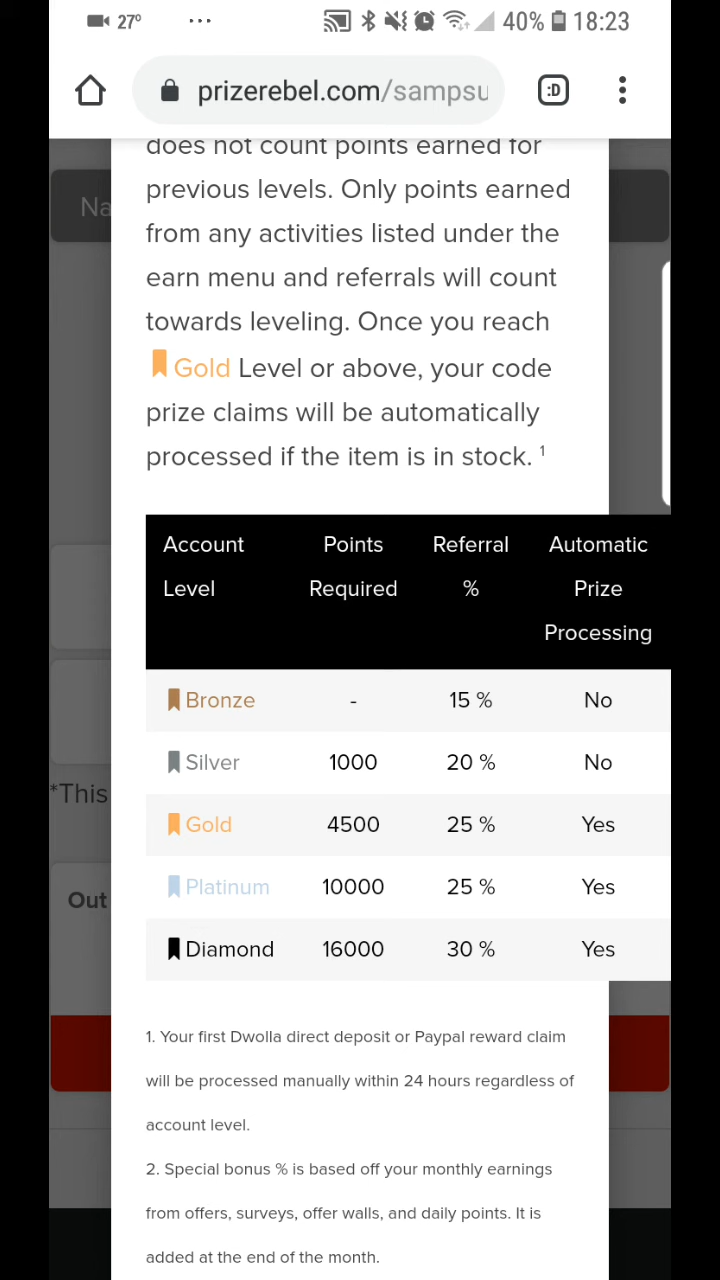 27° ... 40% 18:23
:D
prizerebel.com/sampsu
does not count points earned for
Na
previous levels. Only points earned
from any activities listed under the
earn menu and referrals will count
towards leveling. Once you reach
Gold Level or above, your code
prize claims will be automatically
processed if the item is in stock. 1
Account Level Points Required Referral % Automatic Prize Processing
Bronze - 15 % No
Silver 1000 20 % No
*This
Gold 4500 25 % Yes
Platinum 10000 25 % Yes
Out
Diamond 16000 30 % Yes
1. Your first Dwolla direct deposit or Paypal reward claim
will be processed manually within 24 hours regardless of
account level.
2. Special bonus % is based off your monthly earnings
from offers, surveys, offer walls, and daily points. It is
added at the end of the month.